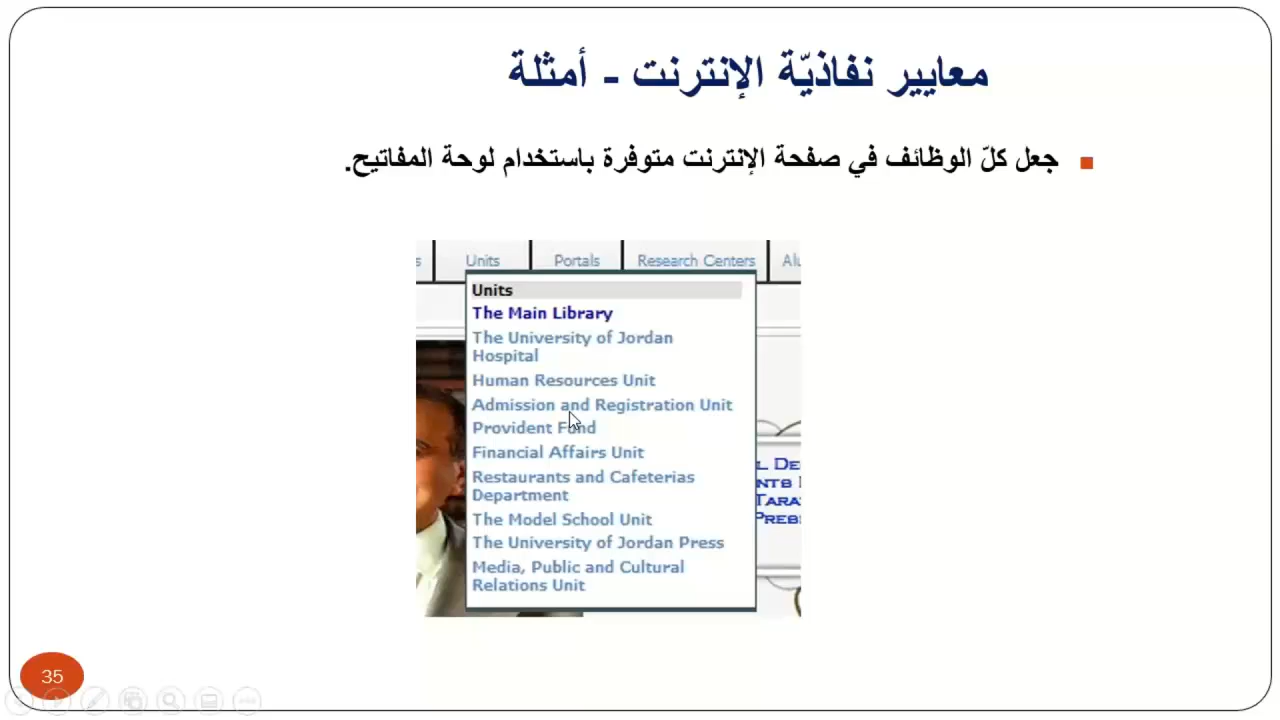 معايير نفاذيّة الإنترنت - أمثلة
جعل كلّ الوظائف في صفحة الإنترنت متوفرة باستخدام لوحة المفاتيح.
Units Portals Research Centers
Units
The Main Library
The University of Jordan
Hospital
Human Resources Unit
Admission and Registration Unit
Provident Fund
Financial Affairs Unit
Restaurants and Cafeterias
Department
The Model School Unit
The University of Jordan Press
Media, Public and Cultural
Relations Unit
35